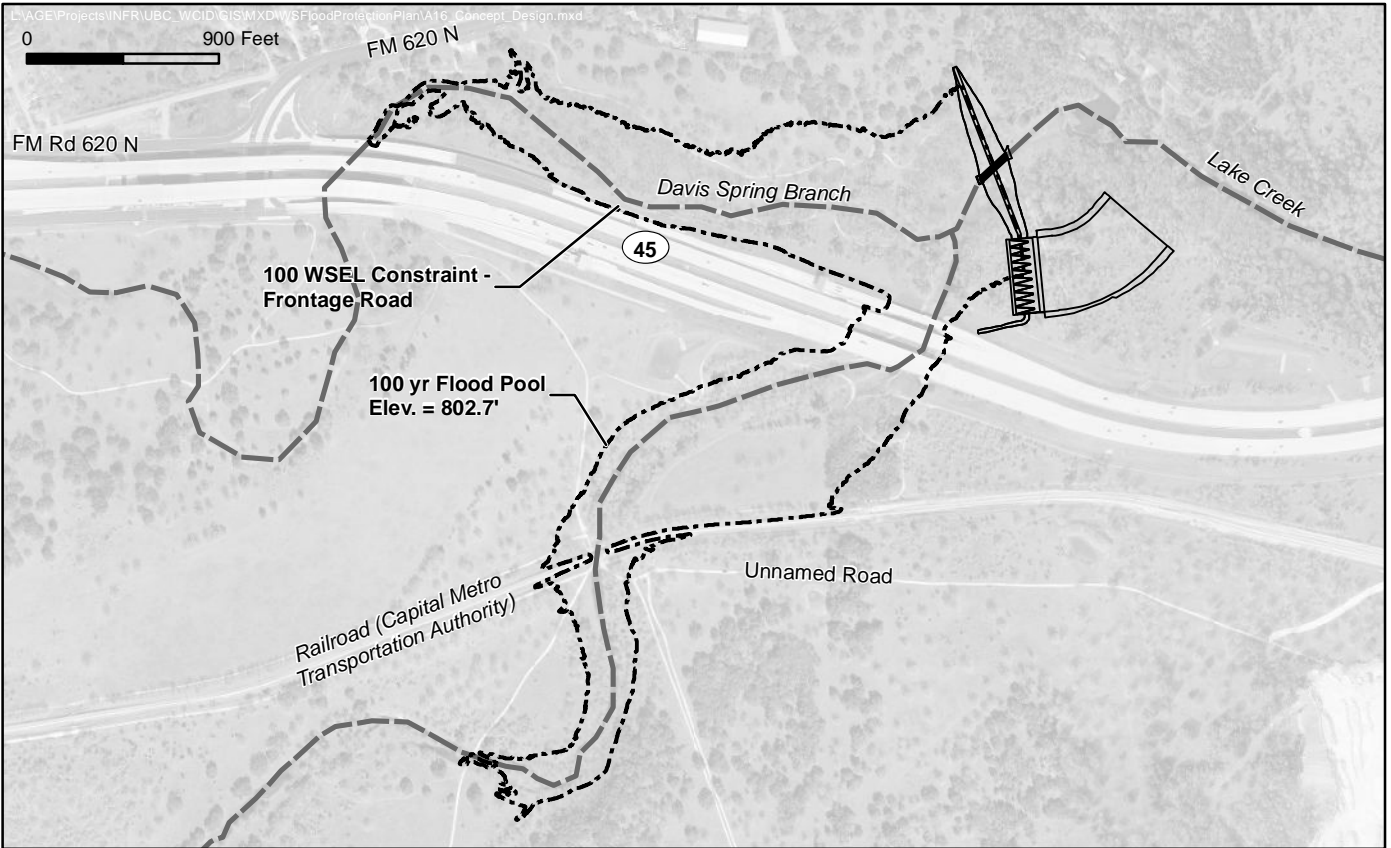 L:\AGE\Projects\INFR\UBC_WCID\GIS\MXD\WSFloodProtectionPlan\A16_Concept_Design.mxd
0 900 Feet
FM 620 N
FM Rd 620 N
Davis Spring Branch
Lake Creek
45
100 WSEL Constraint -
Frontage Road
100 yr Flood Pool
Elev. = 802.7'
Unnamed Road
Railroad (Capital Metro
Transportation Authority)